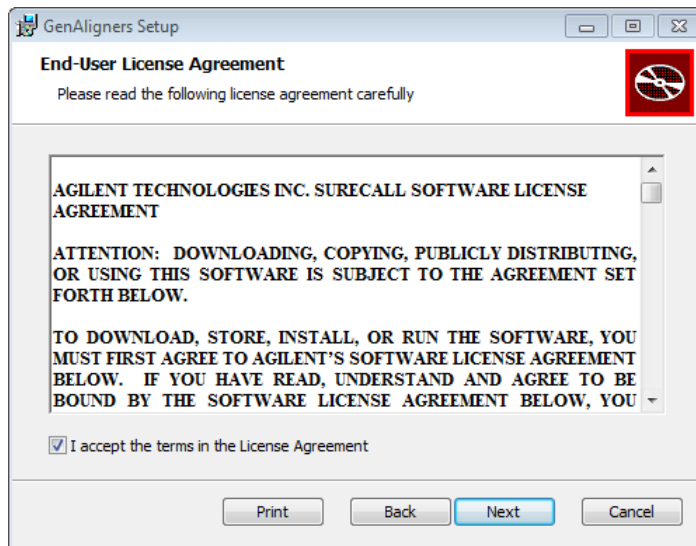 GenAligners Setup
End-User License Agreement
Please read the following license agreement carefully
AGILENT TECHNOLOGIES INC. SURECALL SOFTWARE LICENSE
AGREEMENT
ATTENTION: DOWNLOADING, COPYING, PUBLICLY DISTRIBUTING,
OR USING THIS SOFTWARE IS SUBJECT TO THE AGREEMENT SET
FORTH BELOW.
TO DOWNLOAD, STORE, INSTALL, OR RUN THE SOFTWARE, YOU
MUST FIRST AGREE TO AGILENT'S SOFTWARE LICENSE AGREEMENT
BELOW. IF YOU HAVE READ, UNDERSTAND AND AGREE TO BE
BOUND BY THE SOFTWARE LICENSE AGREEMENT BELOW, YOU
I accept the terms in the License Agreement
Print Back Next Cancel